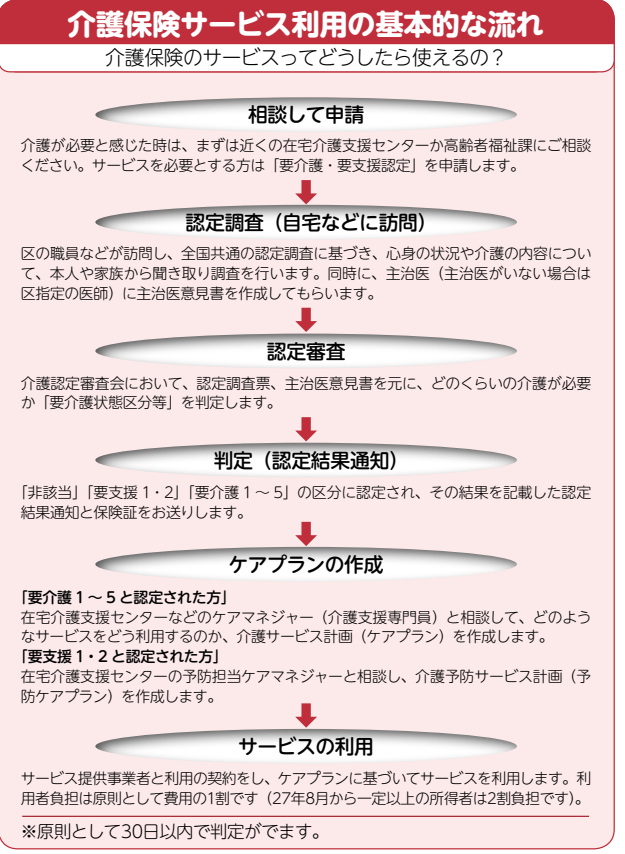 介護保険サービス利用の基本的な流れ
介護保険のサービスってどうしたら使えるの？
相談して申請
介護が必要と感じた時は、まずは近くの在宅介護支援センターか高齢者福祉課にご相談
ください。サービスを必要とする方は「要介護・要支援認定」を申請します。
認定調査（自宅などに訪問）
区の職員などが訪問し、全国共通の認定調査に基づき、心身の状況や介護の内容につい
て、本人や家族から聞き取り調査を行います。同時に、主治医（主治医がいない場合は
区指定の医師）に主治医意見書を作成してもらいます。
認定審査
介護認定審査会において、認定調査票、主治医意見書を元に、どのくらいの介護が必要
か「要介護状態区分等」を判定します。
判定（認定結果通知）
「非該当」「要支援1・2」「要介護1～5」の区分に認定され、その結果を記載した認定
結果通知と保険証をお送りします。
ケアプランの作成
「要介護1～5と認定された方」
在宅介護支援センターなどのケアマネジャー（介護支援専門員）と相談して、どのよう
なサービスをどう利用するのか、介護サービス計画（ケアプラン）を作成します。
「要支援1・2と認定された方」
在宅介護支援センターの予防担当ケアマネジャーと相談し、介護予防サービス計画（予
防ケアプラン）を作成します。
サービスの利用
サービス提供事業者と利用の契約をし、ケアプランに基づいてサービスを利用します。利
用者負担は原則として費用の1割です（27年8月から一定以上の所得者は2割負担です）。
※原則として30日以内で判定がでます。